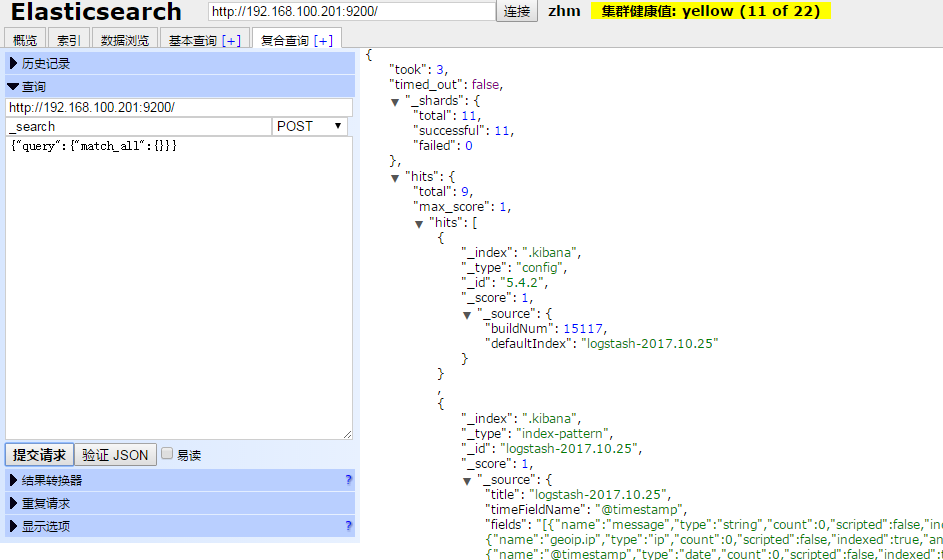 Elasticsearch http://192.168.100.201:9200/ 连接 zhm 集群健康值: yellow (11 of 22)
概览 索引 数据浏览 基本查询 [+] 复合查询 [+]
历史记录
查询
http://192.168.100.201:9200/
_search POST
{"query":{"match_all":{}}}
提交请求 验证 JSON 易读
结果转换器 ?
重复请求
显示选项 ?
{
"took": 3,
"timed_out": false,
"_shards": {
"total": 11,
"successful": 11,
"failed": 0
},
"hits": {
"total": 9,
"max_score": 1,
"hits": [
{
"_index": ".kibana",
"_type": "config",
"_id": "5.4.2",
"_score": 1,
"_source": {
"buildNum": 15117,
"defaultIndex": "logstash-2017.10.25"
}
}
,
{
"_index": ".kibana",
"_type": "index-pattern",
"_id": "logstash-2017.10.25",
"_score": 1,
"_source": {
"title": "logstash-2017.10.25",
"timeFieldName": "@timestamp",
"fields": "[{"name":"message","type":"string","count":0,"scripted":false,"inde
{"name":"geoip.ip","type":"ip","count":0,"scripted":false,"indexed":true,"an
{"name":"@timestamp","type":"date","count":0,"scripted":false,"indexed":t